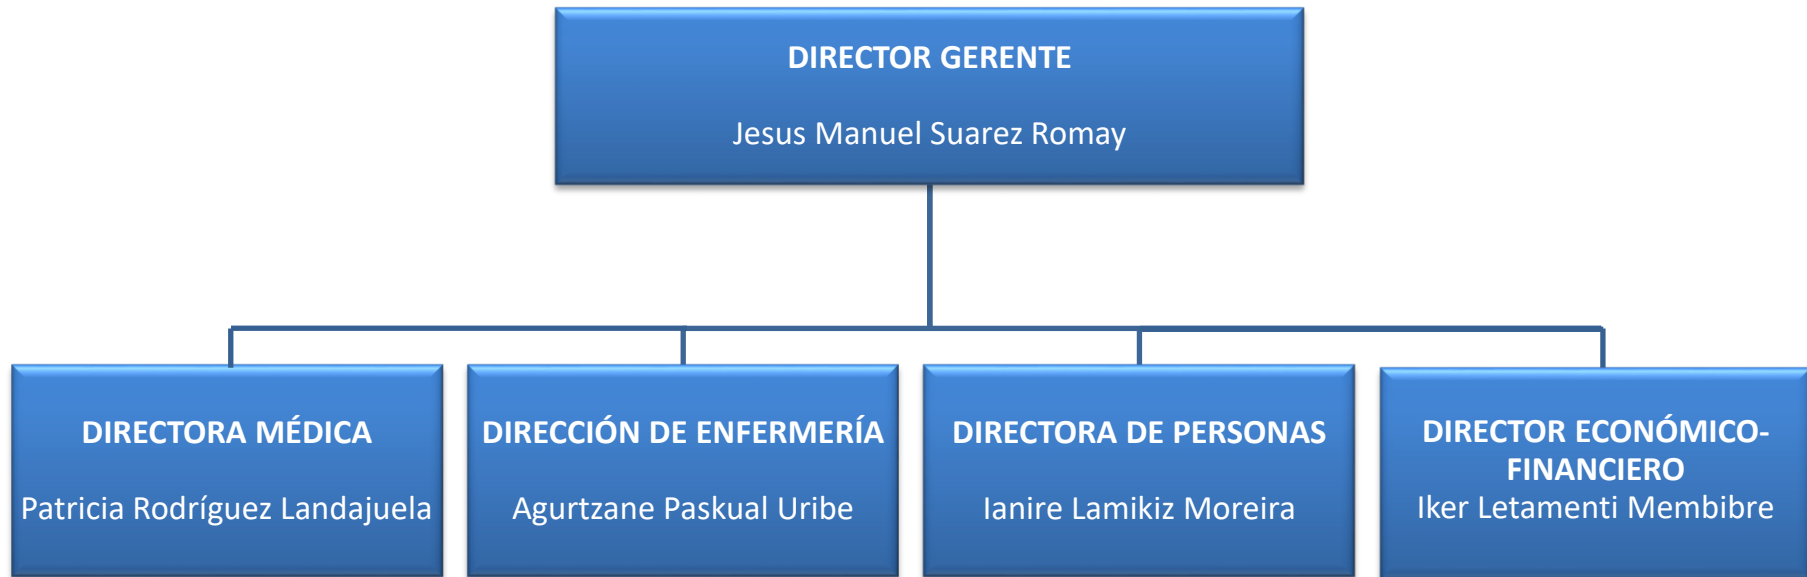 DIRECTOR GERENTE
Jesus Manuel Suarez Romay
DIRECTORA MÉDICA
Patricia Rodríguez Landajuela
DIRECCIÓN DE ENFERMERÍA
Agurtzane Paskual Uribe
DIRECTORA DE PERSONAS
Ianire Lamikiz Moreira
DIRECTOR ECONÓMICO-
FINANCIERO
Iker Letamenti Membibre